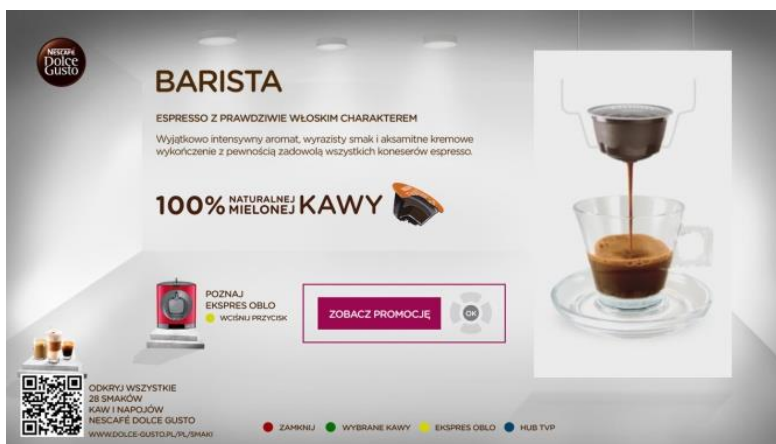 NESCAFÉ
Dolce
Gusto
BARISTA
ESPRESSO Z PRAWDZIWIE WŁOSKIM CHARAKTEREM
Wyjątkowo intensywny aromat, wyrazisty smak i aksamitne kremowe
wykończenie z pewnością zadowolą wszystkich koneserów espresso.
100% NATURALNEJ MIELONEJ KAWY
POZNAJ
EKSPRES OBLO
WCIŚNIJ PRZYCISK
ZOBACZ PROMOCJĘ
OK
ODKRYJ WSZYSTKIE
28 SMAKÓW
KAW I NAPOJÓW
NESCAFÉ DOLCE GUSTO
WWW.DOLCE-GUSTO.PL/PL/SMAKI
ZAMKNIJ WYBRANE KAWY EKSPRES OBLO HUB TVP